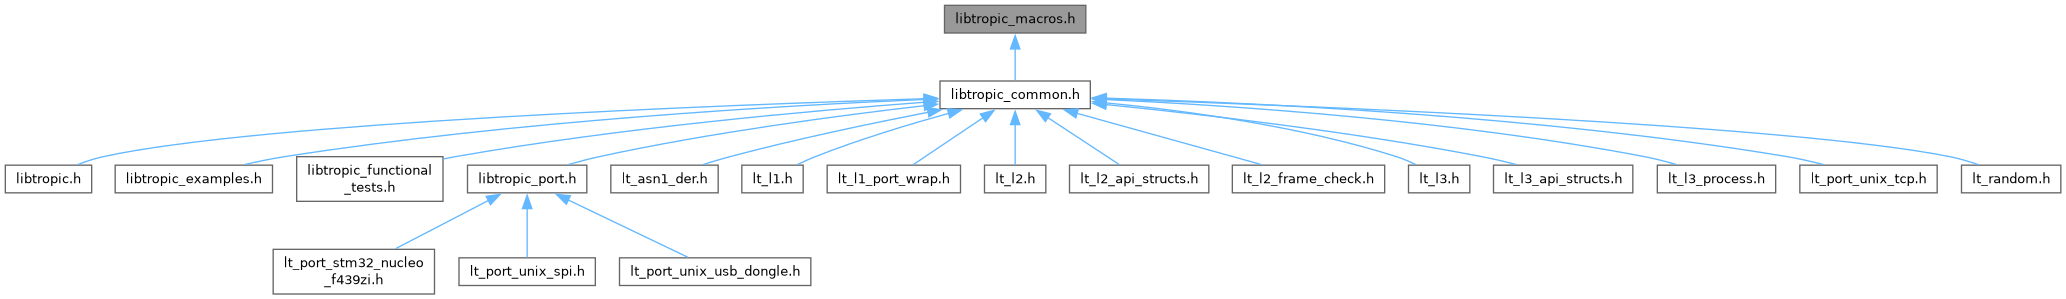 libtropic_macros.h
libtropic_common.h
libtropic.h
libtropic_examples.h
libtropic_functional
_tests.h
libtropic_port.h
lt_asn1_der.h
lt_l1.h
lt_l1_port_wrap.h
lt_l2.h
lt_l2_api_structs.h
lt_l2_frame_check.h
lt_l3.h
lt_l3_api_structs.h
lt_l3_process.h
lt_port_unix_tcp.h
lt_random.h
lt_port_stm32_nucleo
_f439zi.h
lt_port_unix_spi.h
lt_port_unix_usb_dongle.h